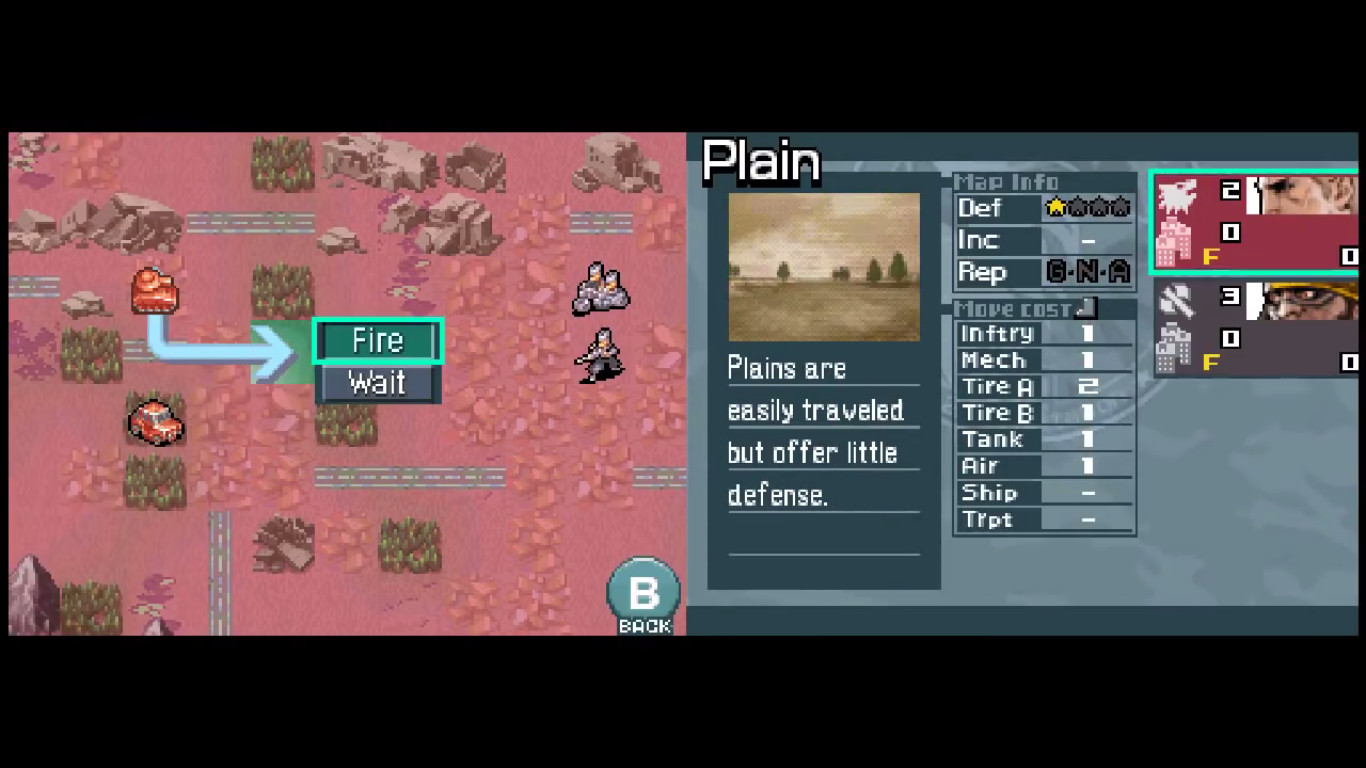 Fire
Wait
B
BACK
Plain
Plains are
easily traveled
but offer little
defense.
Map Info
Def
Inc -
Rep G·N·A
Move cost
Inftry 1
Mech 1
Tire A 2
Tire B 1
Tank 1
Air 1
Ship -
Trpt -
2
0
F 0
3
0
F 0